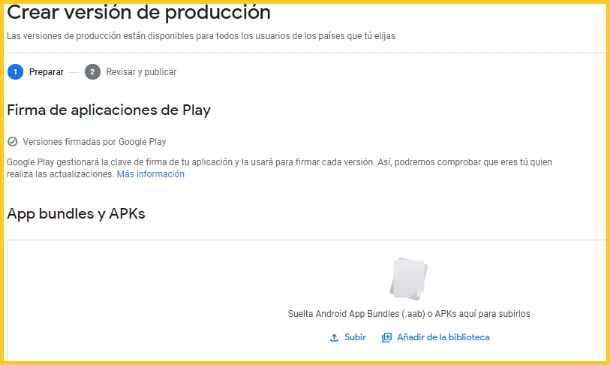 Crear versión de producción
Las versiones de producción están disponibles para todos los usuarios de los países que tú elijas
1 Preparar — 2 Revisar y publicar
Firma de aplicaciones de Play
Versiones firmadas por Google Play
Google Play gestionará la clave de firma de tu aplicación y la usará para firmar cada versión. Así, podremos comprobar que eres tú quien
realiza las actualizaciones. Más información
App bundles y APKs
Suelta Android App Bundles (.aab) o APKs aquí para subirlos
Subir Añadir de la biblioteca